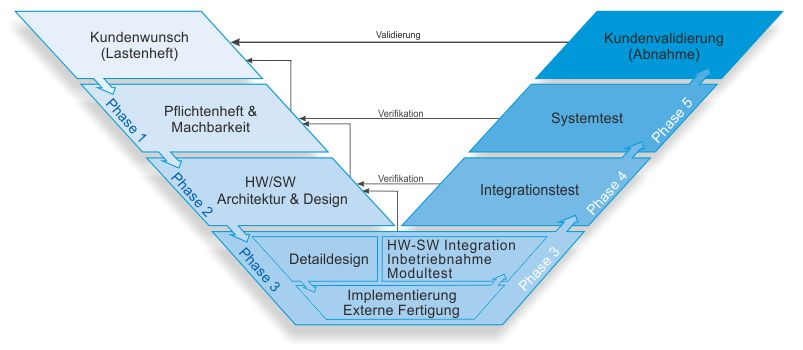 Kundenwunsch
(Lastenheft)
Validierung
Kundenvalidierung
(Abnahme)
Phase 1
Pflichtenheft &
Machbarkeit
Verifikation
Systemtest
Phase 5
Phase 2
HW/SW
Architektur & Design
Verifikation
Integrationstest
Phase 4
Phase 3
Detaildesign
HW-SW Integration
Inbetriebnahme
Modultest
Phase 3
Implementierung
Externe Fertigung